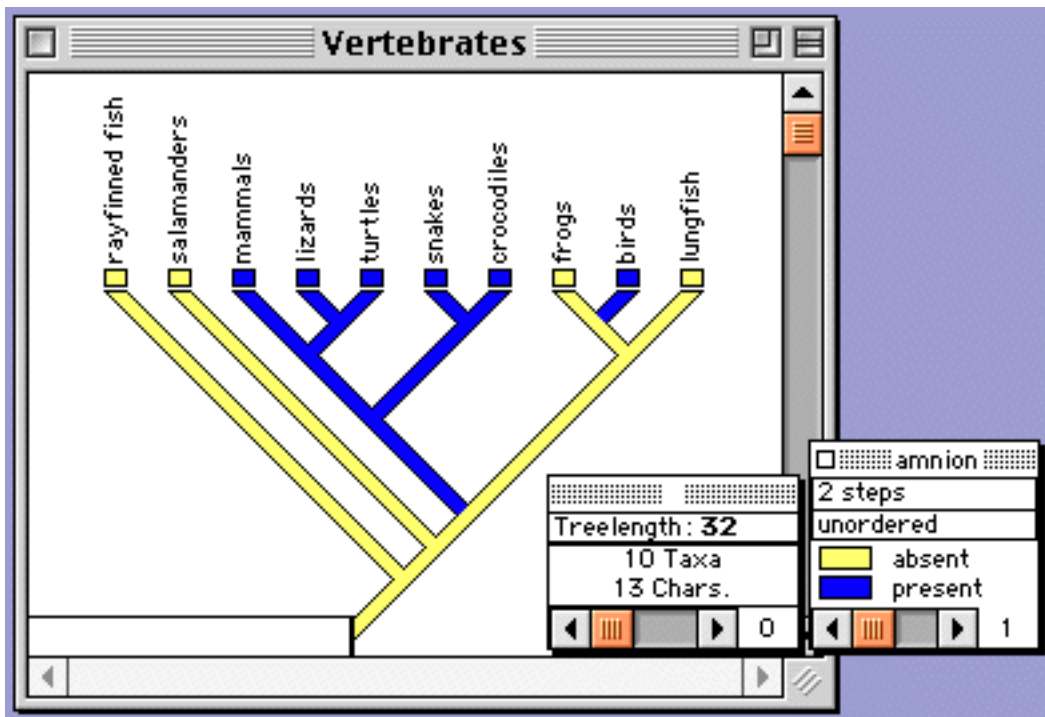 Vertebrates
rayfinned fish
salamanders
mammals
lizards
turtles
snakes
crocodiles
frogs
birds
lungfish
Treelength: 32
10 Taxa
13 Chars.
0
amnion
2 steps
unordered
absent
present
1